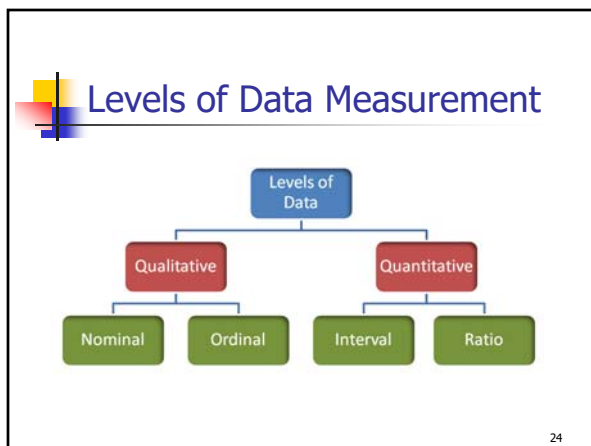 Levels of Data Measurement
Levels of
Data
Qualitative
Quantitative
Nominal
Ordinal
Interval
Ratio
24